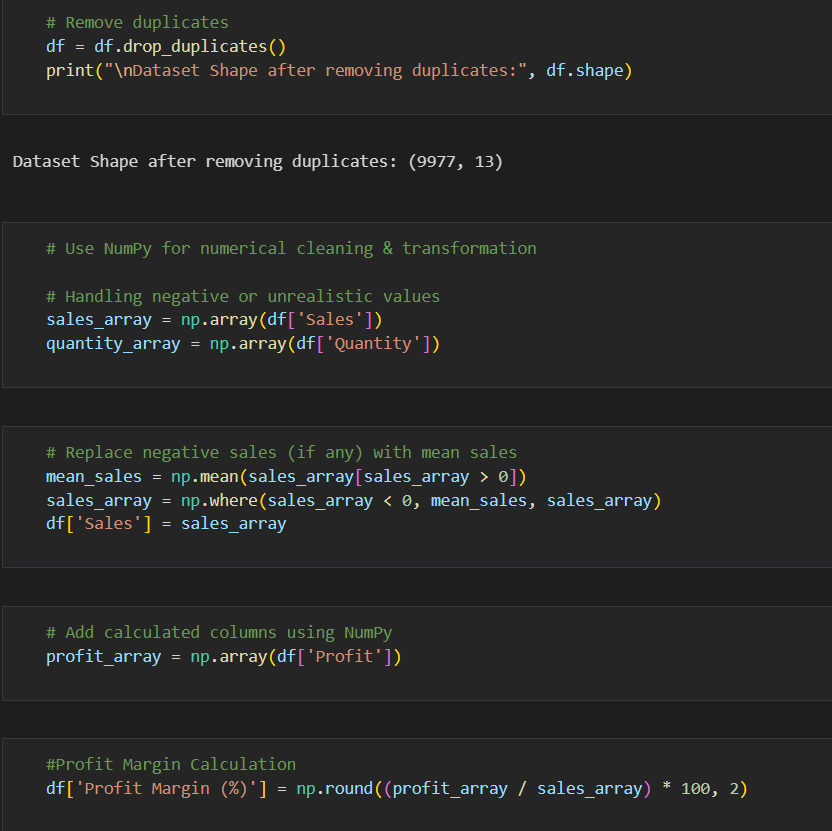 # Remove duplicates
df = df.drop_duplicates()
print("\nDataset Shape after removing duplicates:", df.shape)
Dataset Shape after removing duplicates: (9977, 13)
# Use NumPy for numerical cleaning & transformation
# Handling negative or unrealistic values
sales_array = np.array(df['Sales'])
quantity_array = np.array(df['Quantity'])
# Replace negative sales (if any) with mean sales
mean_sales = np.mean(sales_array[sales_array > 0])
sales_array = np.where(sales_array < 0, mean_sales, sales_array)
df['Sales'] = sales_array
# Add calculated columns using NumPy
profit_array = np.array(df['Profit'])
#Profit Margin Calculation
df['Profit Margin (%)'] = np.round((profit_array / sales_array) * 100, 2)